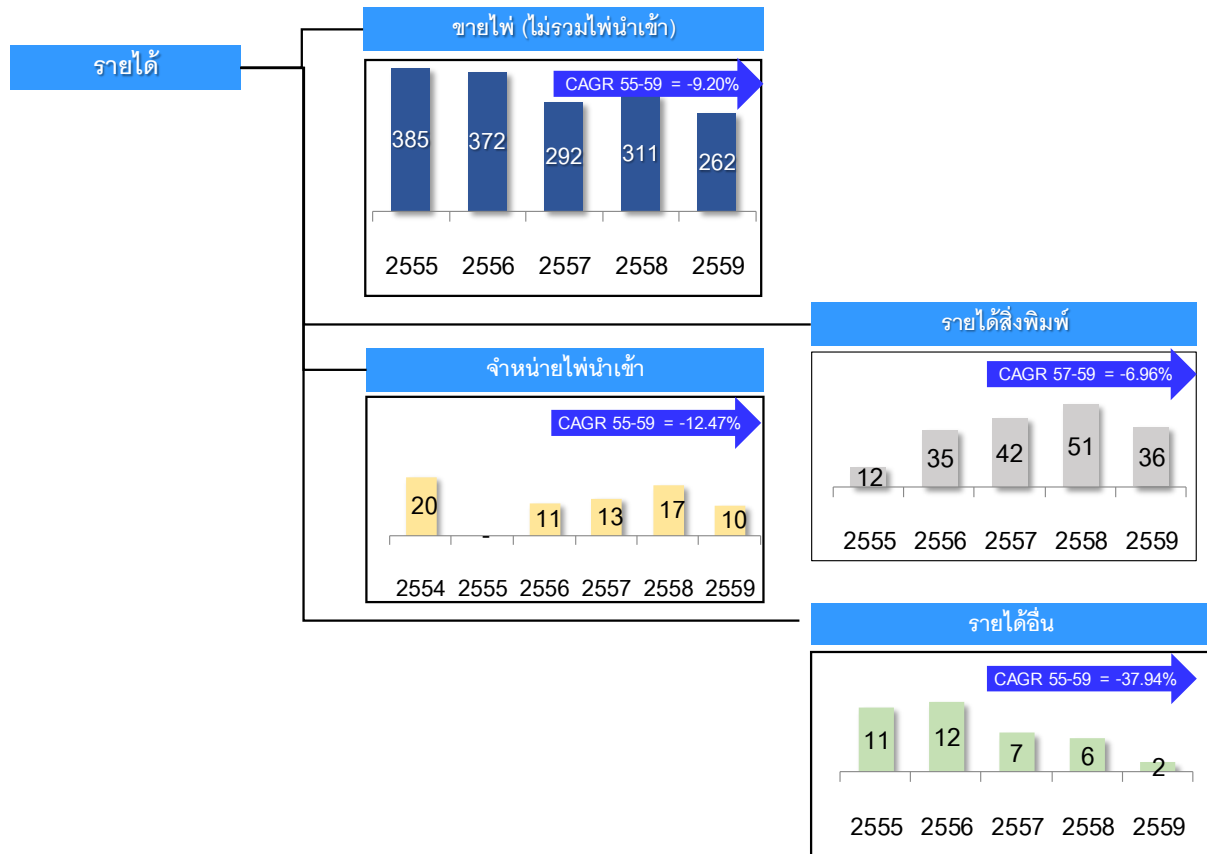 ขายไพ่ (ไม่รวมไพ่นำเข้า)
รายได้
CAGR 55-59 = -9.20%
385 372 292 311 262
2555 2556 2557 2558 2559
รายได้สิ่งพิมพ์
CAGR 57-59 = -6.96%
12 35 42 51 36
2555 2556 2557 2558 2559
จำหน่ายไพ่นำเข้า
CAGR 55-59 = -12.47%
20 - 11 13 17 10
2554 2555 2556 2557 2558 2559
รายได้อื่น
CAGR 55-59 = -37.94%
11 12 7 6 2
2555 2556 2557 2558 2559